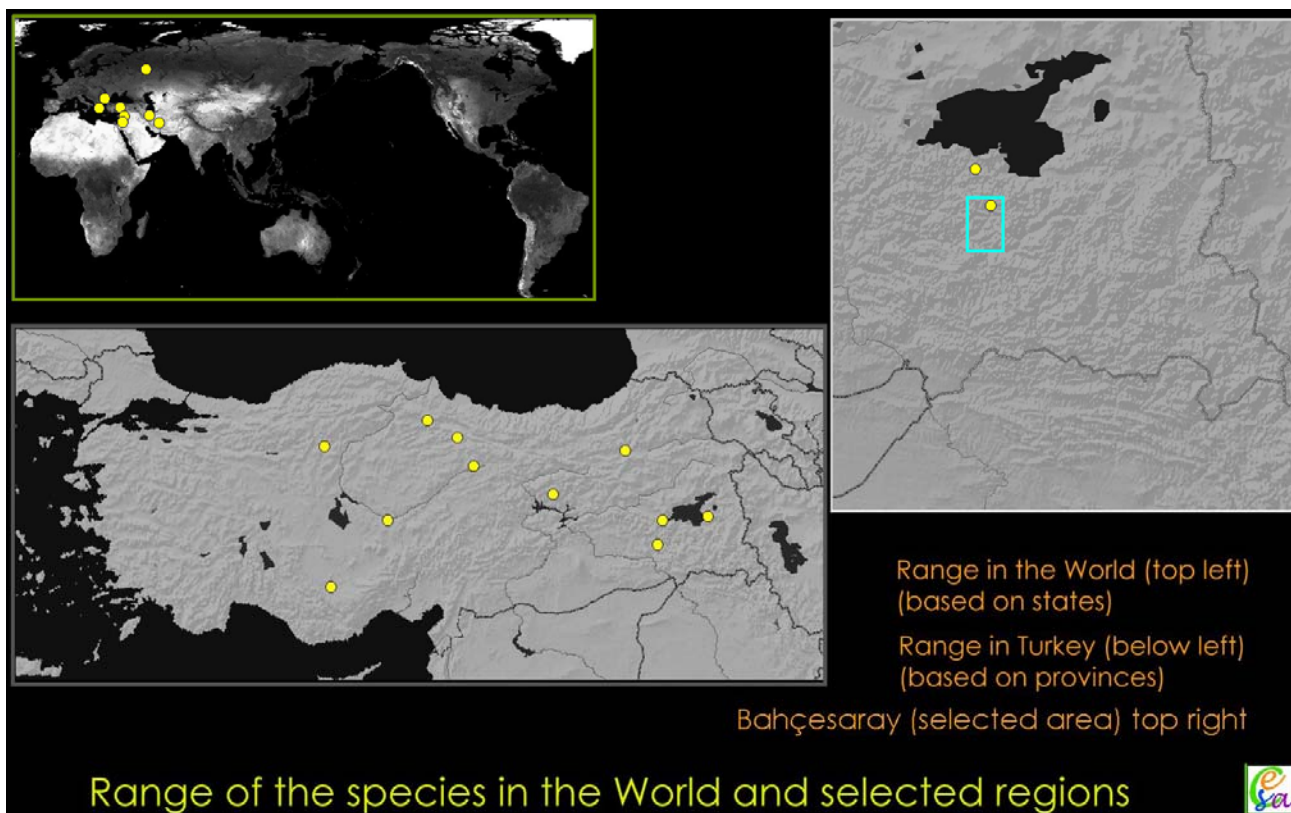 Range in the World (top left)
(based on states)
Range in Turkey (below left)
(based on provinces)
Bahçesaray (selected area) top right
Range of the species in the World and selected regions